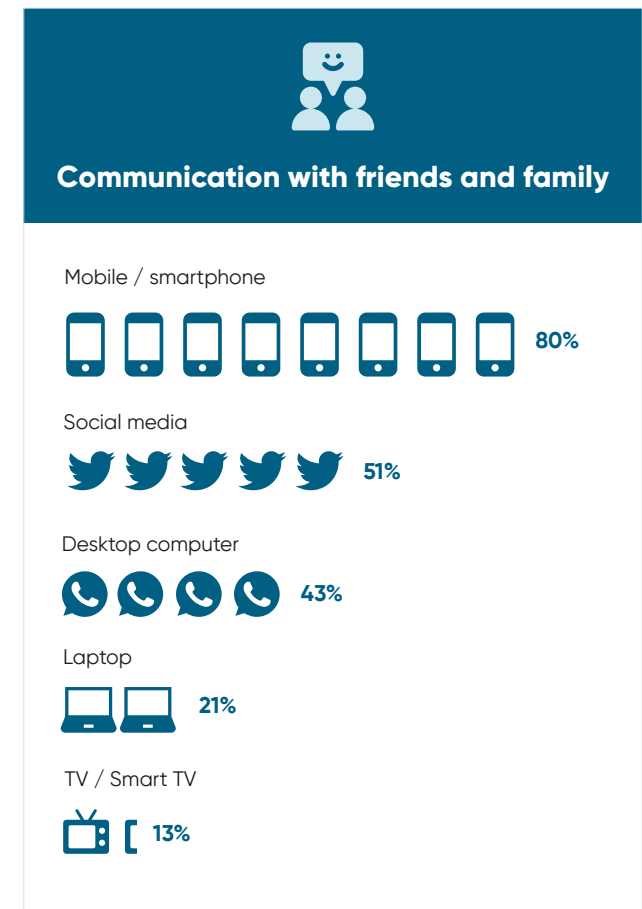 Communication with friends and family
Mobile / smartphone
80%
Social media
51%
Desktop computer
43%
Laptop
21%
TV / Smart TV
13%